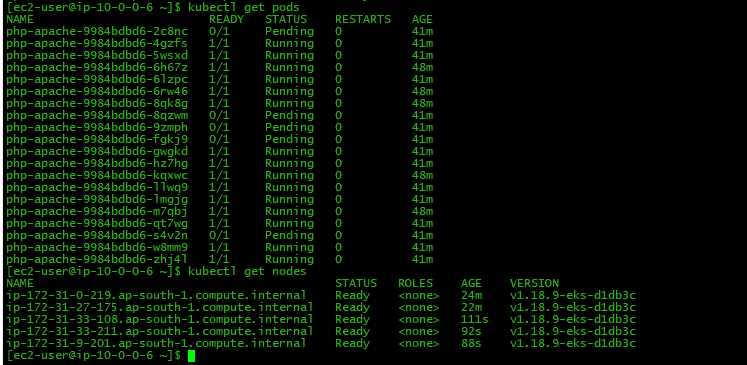 [ec2-user@ip-10-0-0-6 ~]$ kubectl get pods
NAME READY STATUS RESTARTS AGE
php-apache-9984bdbd6-2c8nc 0/1 Pending 0 41m
php-apache-9984bdbd6-4gzfs 1/1 Running 0 41m
php-apache-9984bdbd6-5wsxd 1/1 Running 0 41m
php-apache-9984bdbd6-6h67z 1/1 Running 0 48m
php-apache-9984bdbd6-6lzpc 1/1 Running 0 41m
php-apache-9984bdbd6-6rw46 1/1 Running 0 48m
php-apache-9984bdbd6-8qk8g 1/1 Running 0 48m
php-apache-9984bdbd6-8qzwm 0/1 Pending 0 41m
php-apache-9984bdbd6-9zmph 0/1 Pending 0 41m
php-apache-9984bdbd6-fgkj9 0/1 Pending 0 41m
php-apache-9984bdbd6-gwgkd 1/1 Running 0 41m
php-apache-9984bdbd6-hz7hg 1/1 Running 0 41m
php-apache-9984bdbd6-kqxwc 1/1 Running 0 48m
php-apache-9984bdbd6-llwq9 1/1 Running 0 41m
php-apache-9984bdbd6-lmgjg 1/1 Running 0 41m
php-apache-9984bdbd6-m7qbj 1/1 Running 0 48m
php-apache-9984bdbd6-qt7wg 1/1 Running 0 41m
php-apache-9984bdbd6-s4v2n 0/1 Pending 0 41m
php-apache-9984bdbd6-w8mm9 1/1 Running 0 41m
php-apache-9984bdbd6-zhj4l 1/1 Running 0 41m
[ec2-user@ip-10-0-0-6 ~]$ kubectl get nodes
NAME STATUS ROLES AGE VERSION
ip-172-31-0-219.ap-south-1.compute.internal Ready <none> 24m v1.18.9-eks-d1db3c
ip-172-31-27-175.ap-south-1.compute.internal Ready <none> 22m v1.18.9-eks-d1db3c
ip-172-31-33-108.ap-south-1.compute.internal Ready <none> 111s v1.18.9-eks-d1db3c
ip-172-31-33-211.ap-south-1.compute.internal Ready <none> 92s v1.18.9-eks-d1db3c
ip-172-31-9-201.ap-south-1.compute.internal Ready <none> 88s v1.18.9-eks-d1db3c
[ec2-user@ip-10-0-0-6 ~]$